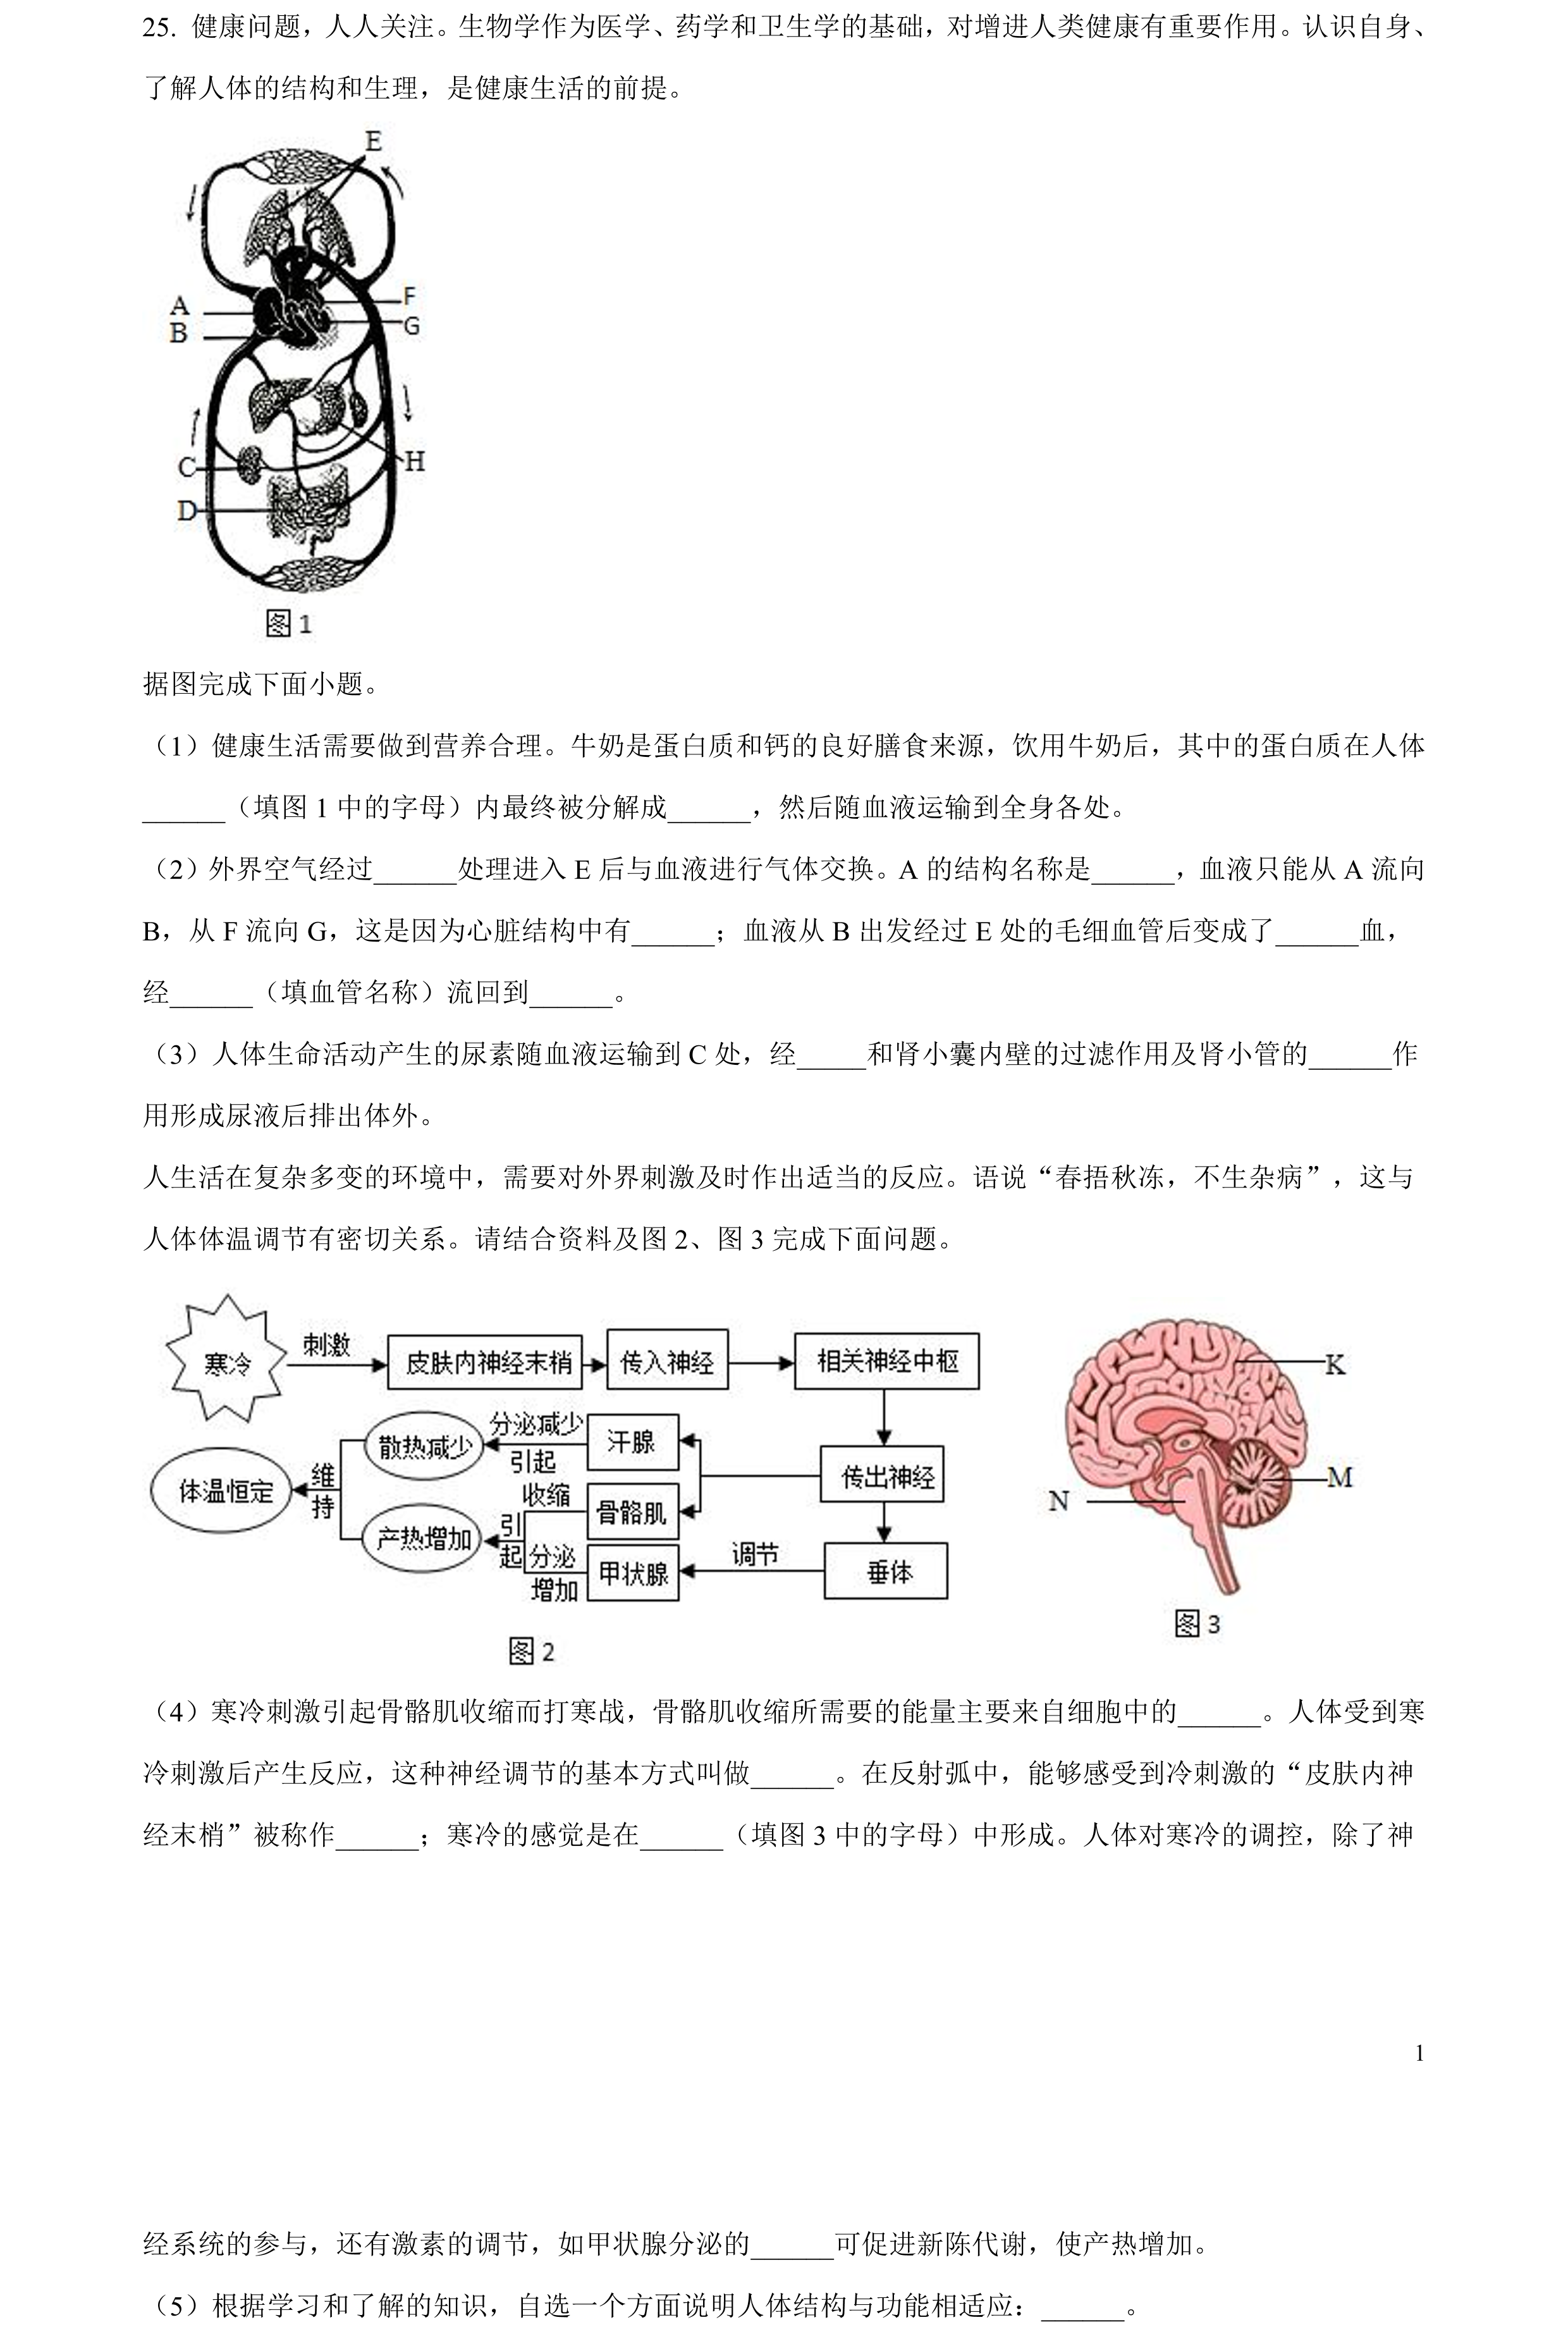 25. 健康问题，人人关注。生物学作为医学、药学和卫生学的基础，对增进人类健康有重要作用。认识自身、
了解人体的结构和生理，是健康生活的前提。
E
A
B
F
G
C
H
D
图1
据图完成下面小题。
（1）健康生活需要做到营养合理。牛奶是蛋白质和钙的良好膳食来源，饮用牛奶后，其中的蛋白质在人体
______（填图 1 中的字母）内最终被分解成______，然后随血液运输到全身各处。
（2）外界空气经过______处理进入 E 后与血液进行气体交换。A 的结构名称是______，血液只能从 A 流向
B，从 F 流向 G，这是因为心脏结构中有______；血液从 B 出发经过 E 处的毛细血管后变成了______血，
经______（填血管名称）流回到______。
（3）人体生命活动产生的尿素随血液运输到 C 处，经_____和肾小囊内壁的过滤作用及肾小管的______作
用形成尿液后排出体外。
人生活在复杂多变的环境中，需要对外界刺激及时作出适当的反应。语说“春捂秋冻，不生杂病”，这与
人体体温调节有密切关系。请结合资料及图 2、图 3 完成下面问题。
寒冷
刺激
皮肤内神经末梢
传入神经
相关神经中枢
体温恒定
维持
散热减少
分泌减少
引起
汗腺
传出神经
产热增加
引起
收缩
骨骼肌
分泌
增加
甲状腺
调节
垂体
图2
K
M
N
图3
（4）寒冷刺激引起骨骼肌收缩而打寒战，骨骼肌收缩所需要的能量主要来自细胞中的______。人体受到寒
冷刺激后产生反应，这种神经调节的基本方式叫做______。在反射弧中，能够感受到冷刺激的“皮肤内神
经末梢”被称作______；寒冷的感觉是在______（填图 3 中的字母）中形成。人体对寒冷的调控，除了神
1
经系统的参与，还有激素的调节，如甲状腺分泌的______可促进新陈代谢，使产热增加。
（5）根据学习和了解的知识，自选一个方面说明人体结构与功能相适应：______。